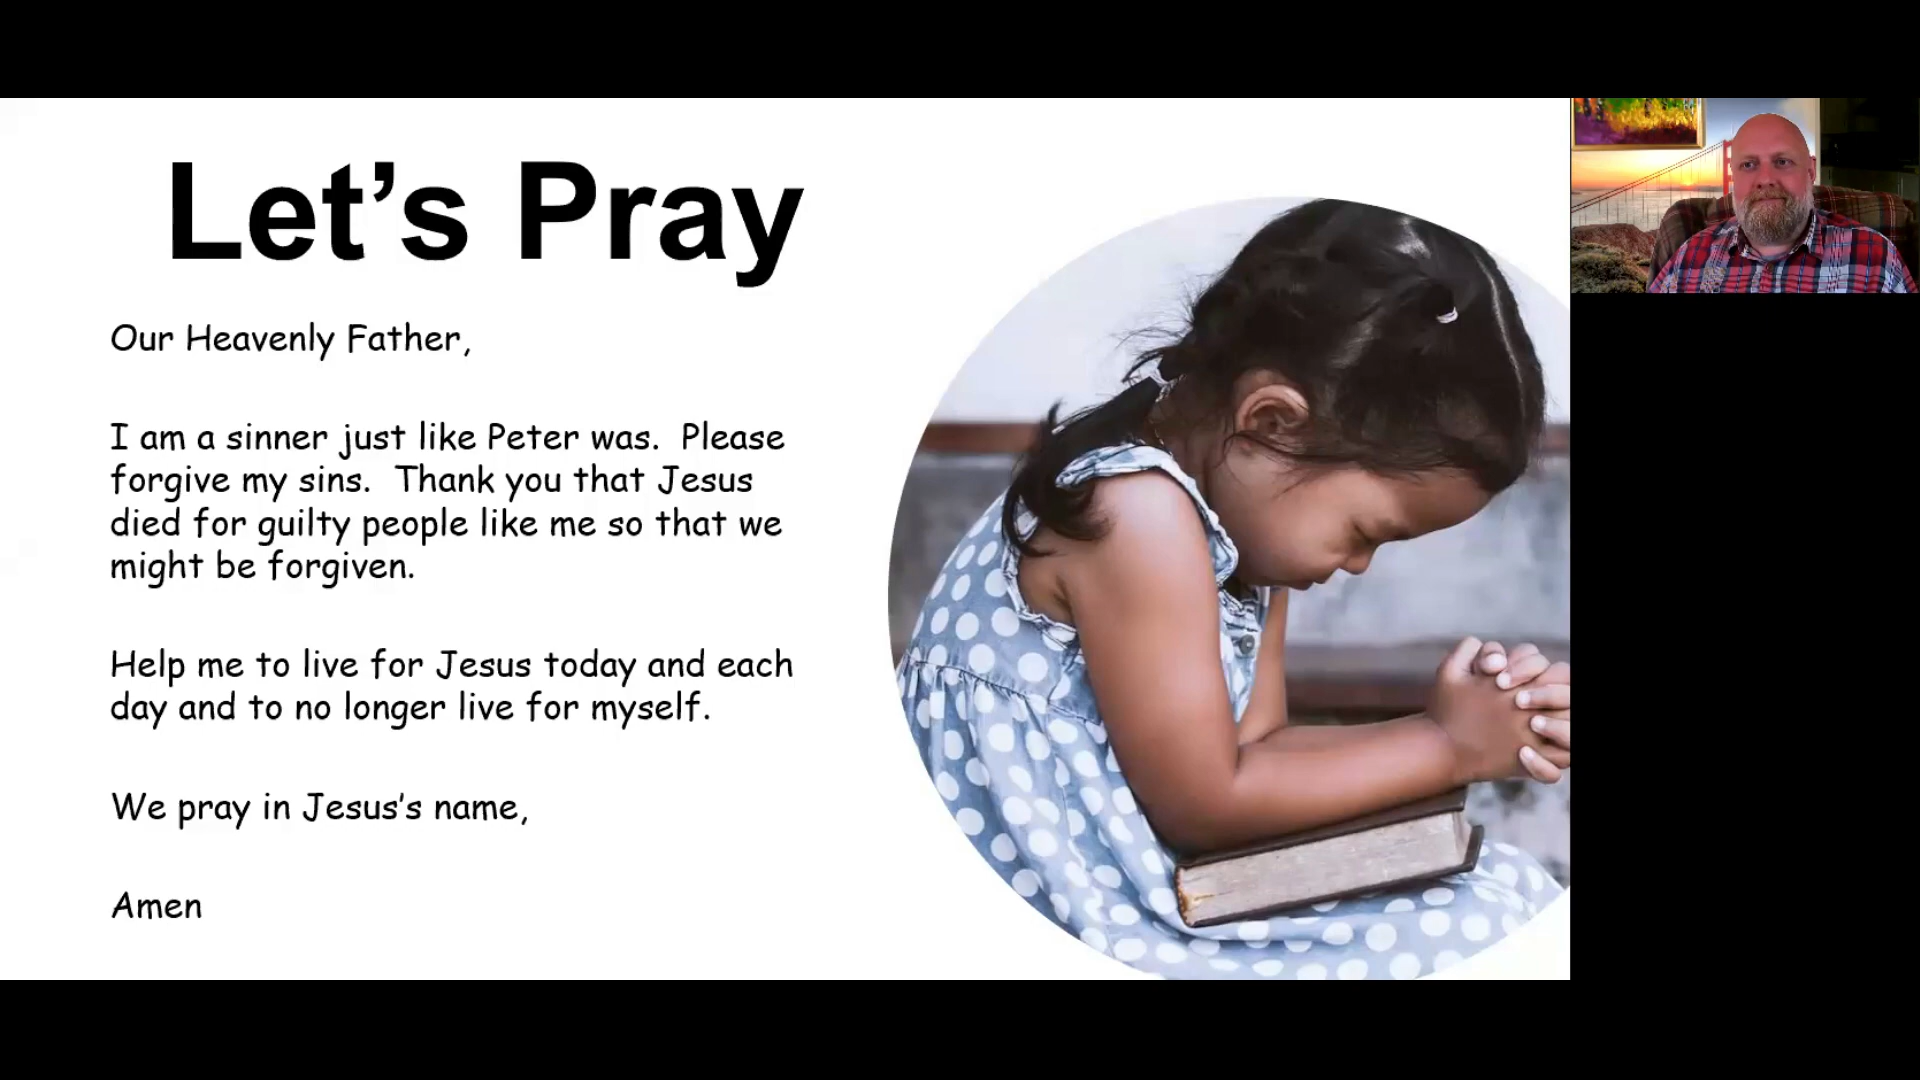 Let’s Pray
Our Heavenly Father,
I am a sinner just like Peter was.  Please
forgive my sins.  Thank you that Jesus
died for guilty people like me so that we
might be forgiven.
Help me to live for Jesus today and each
day and to no longer live for myself.
We pray in Jesus’s name,
Amen